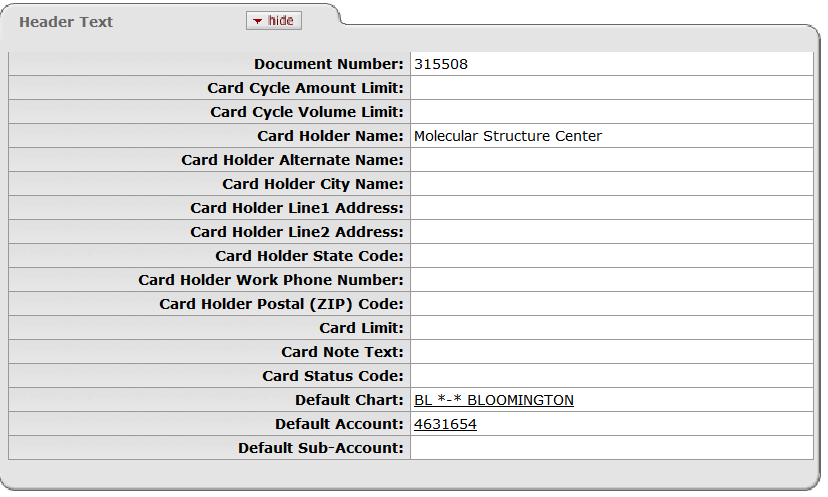 Header Text hide
Document Number: 315508
Card Cycle Amount Limit:
Card Cycle Volume Limit:
Card Holder Name: Molecular Structure Center
Card Holder Alternate Name:
Card Holder City Name:
Card Holder Line1 Address:
Card Holder Line2 Address:
Card Holder State Code:
Card Holder Work Phone Number:
Card Holder Postal (ZIP) Code:
Card Limit:
Card Note Text:
Card Status Code:
Default Chart: BL *-* BLOOMINGTON
Default Account: 4631654
Default Sub-Account: